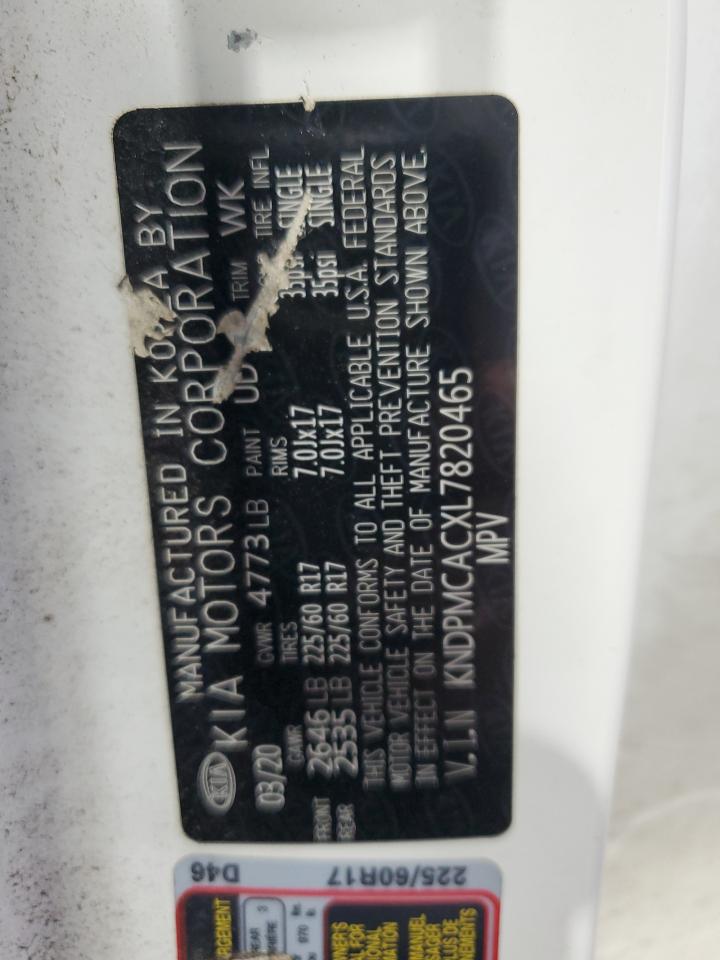 MANUFACTURED IN KOREA BY
KIA KIA MOTORS CORPORATION
03/20 GVWR 4773LB PAINT UD TRIM WK
GAWR TIRES RIMS TIRE INFL
FRONT 2646LB 225/60 R17 7.0Jx17 35psi SINGLE
REAR 2535LB 225/60 R17 7.0Jx17 35psi SINGLE
THIS VEHICLE CONFORMS TO ALL APPLICABLE U.S.A. FEDERAL
MOTOR VEHICLE SAFETY AND THEFT PREVENTION STANDARDS
IN EFFECT ON THE DATE OF MANUFACTURE SHOWN ABOVE.
V.I.N KNDPMCACXL7820465
MPV
225/60R17 D46